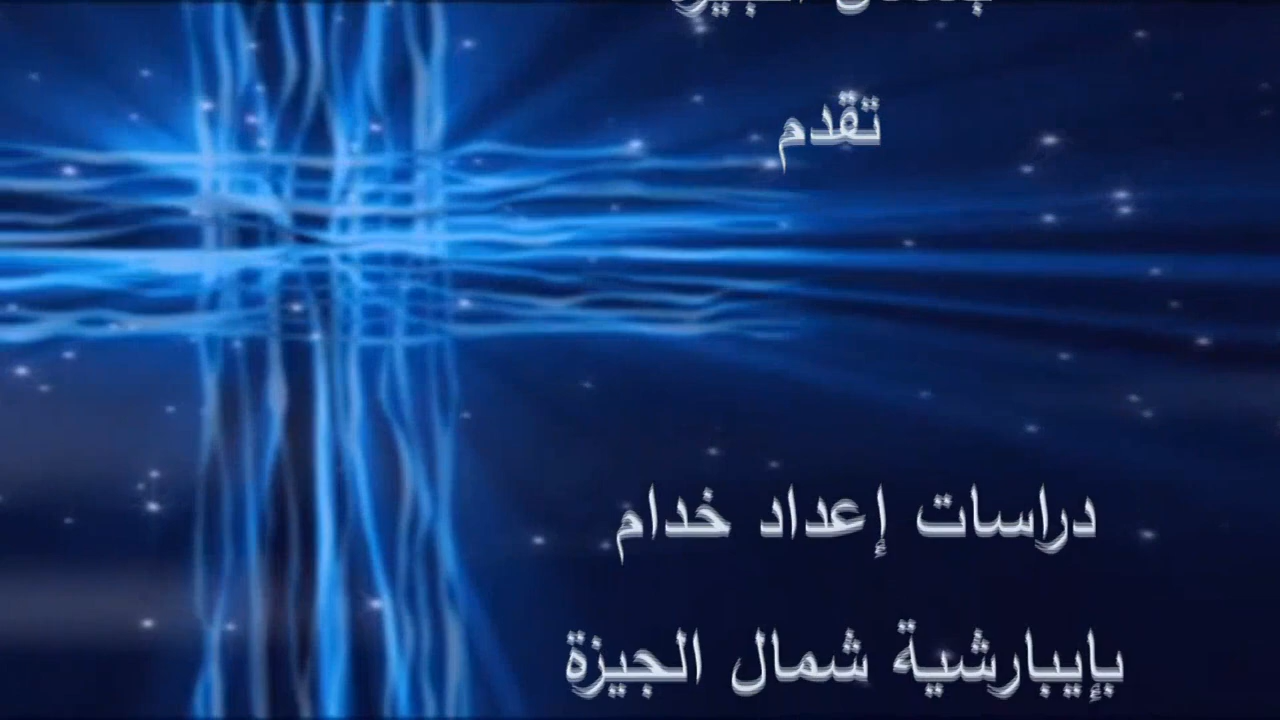 تقدم
دراسات إعداد خدام
بإيبارشية شمال الجيزة